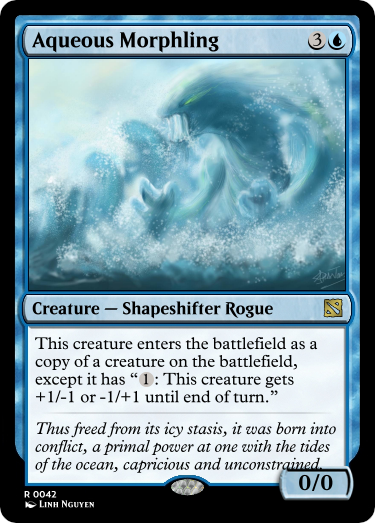 Aqueous Morphling 3
Creature — Shapeshifter Rogue
This creature enters the battlefield as a
copy of a creature on the battlefield,
except it has “1: This creature gets
+1/-1 or -1/+1 until end of turn.”
Thus freed from its icy stasis, it was born into
conflict, a primal power at one with the tides
of the ocean, capricious and unconstrained.
0/0
R 0042
Linh Nguyen